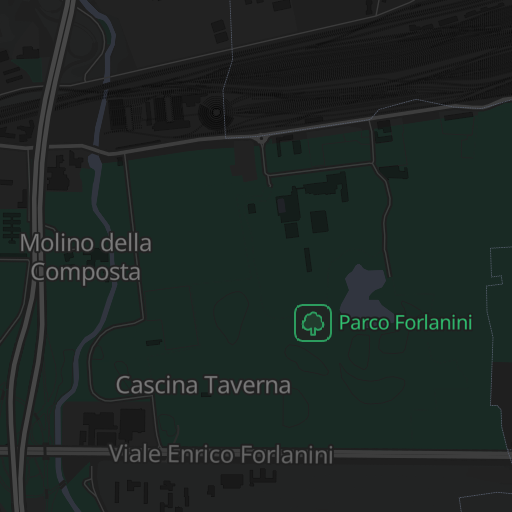 Molino della
Composta
Parco Forlanini
Cascina Taverna
Viale Enrico Forlanini